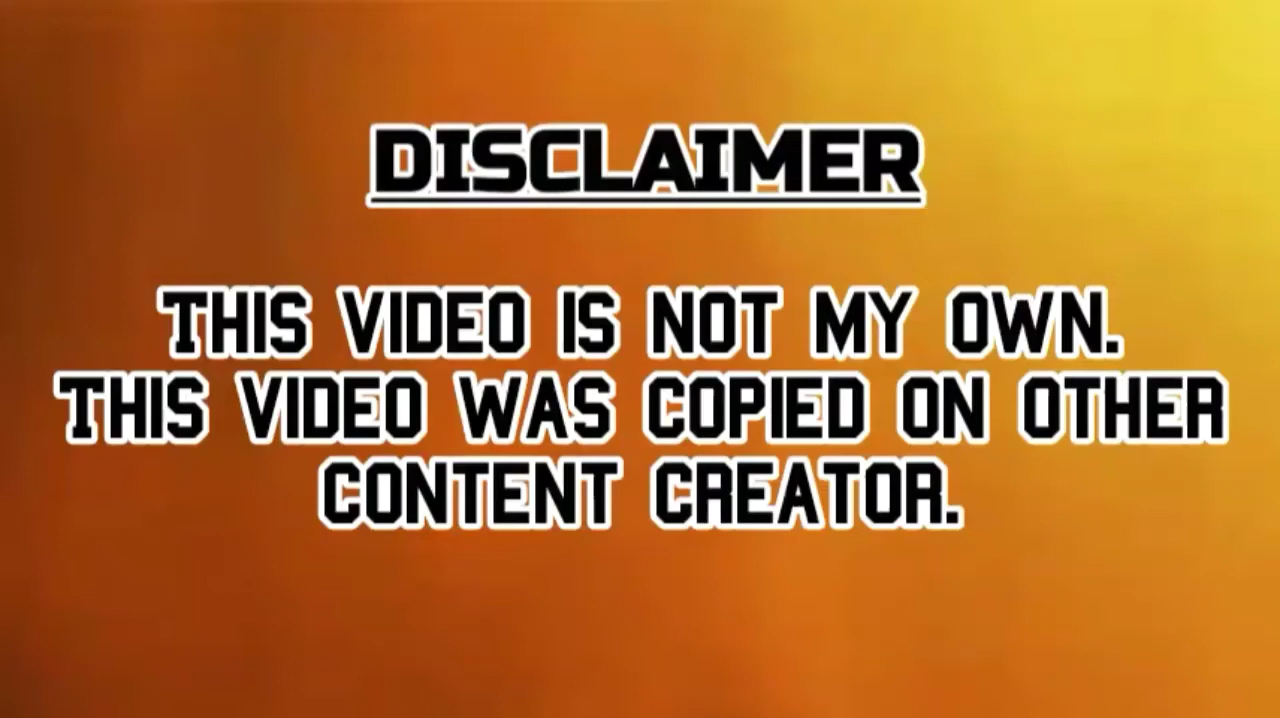 DISCLAIMER
THIS VIDEO IS NOT MY OWN.
THIS VIDEO WAS COPIED ON OTHER
CONTENT CREATOR.